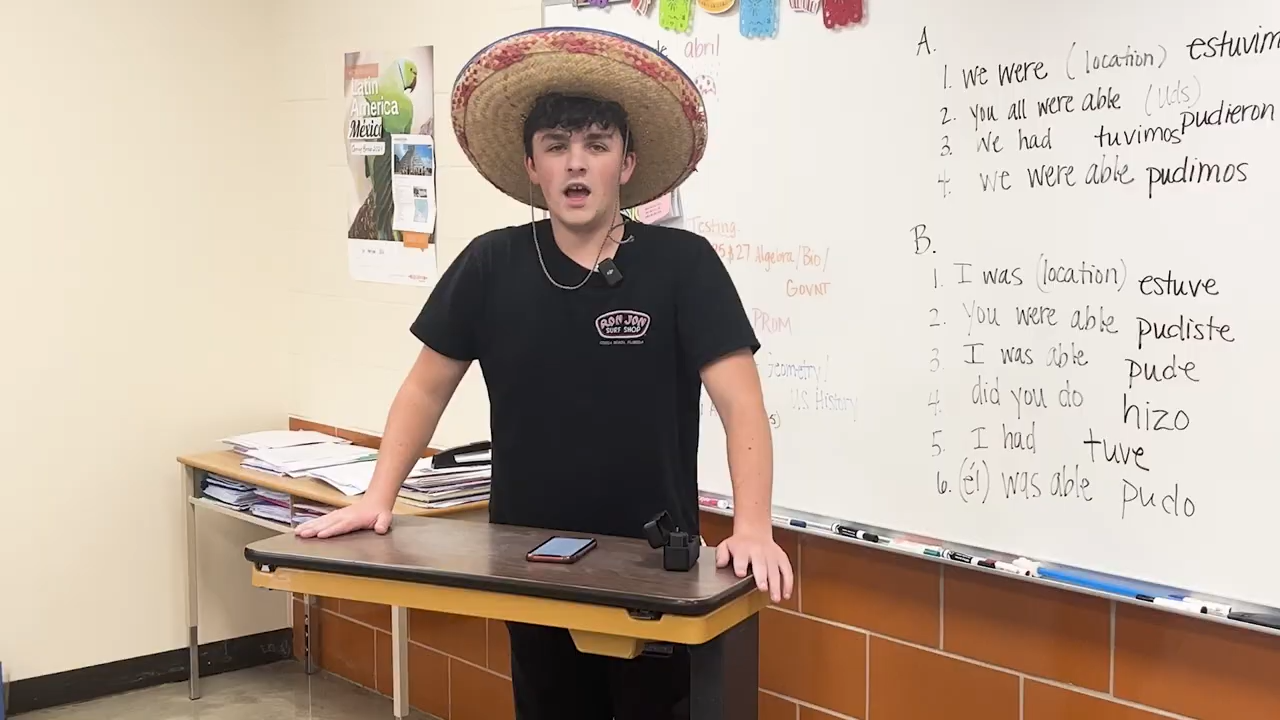 Latin
America
México
abril
Testing:
25 & 27 Algebra/Bio/
GOVNT
PROM
Geometry/
U.S. History
RON JON
SURF SHOP
A.
1. we were (location) estuvim
2. you all were able (Uds) pudieron
3. we had tuvimos
4. we were able pudimos
B.
1. I was (location) estuve
2. you were able pudiste
3 I was able pude
4. did you do hizo
5. I had tuve
6. (él) was able pudo